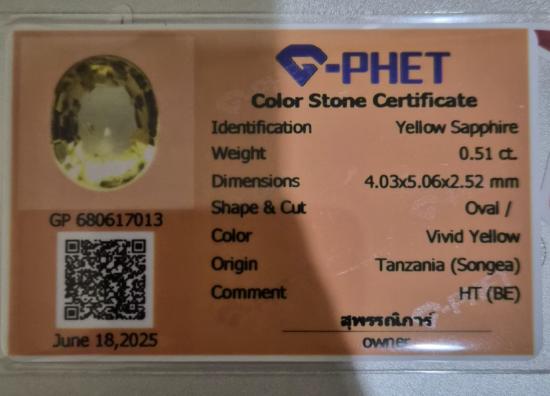 G-PHET
Color Stone Certificate
Identification Yellow Sapphire
Weight 0.51 ct.
Dimensions 4.03x5.06x2.52 mm
Shape & Cut Oval /
Color Vivid Yellow
Origin Tanzania (Songea)
Comment HT (BE)
GP 680617013
June 18,2025
สุพรรณิการ์
owner